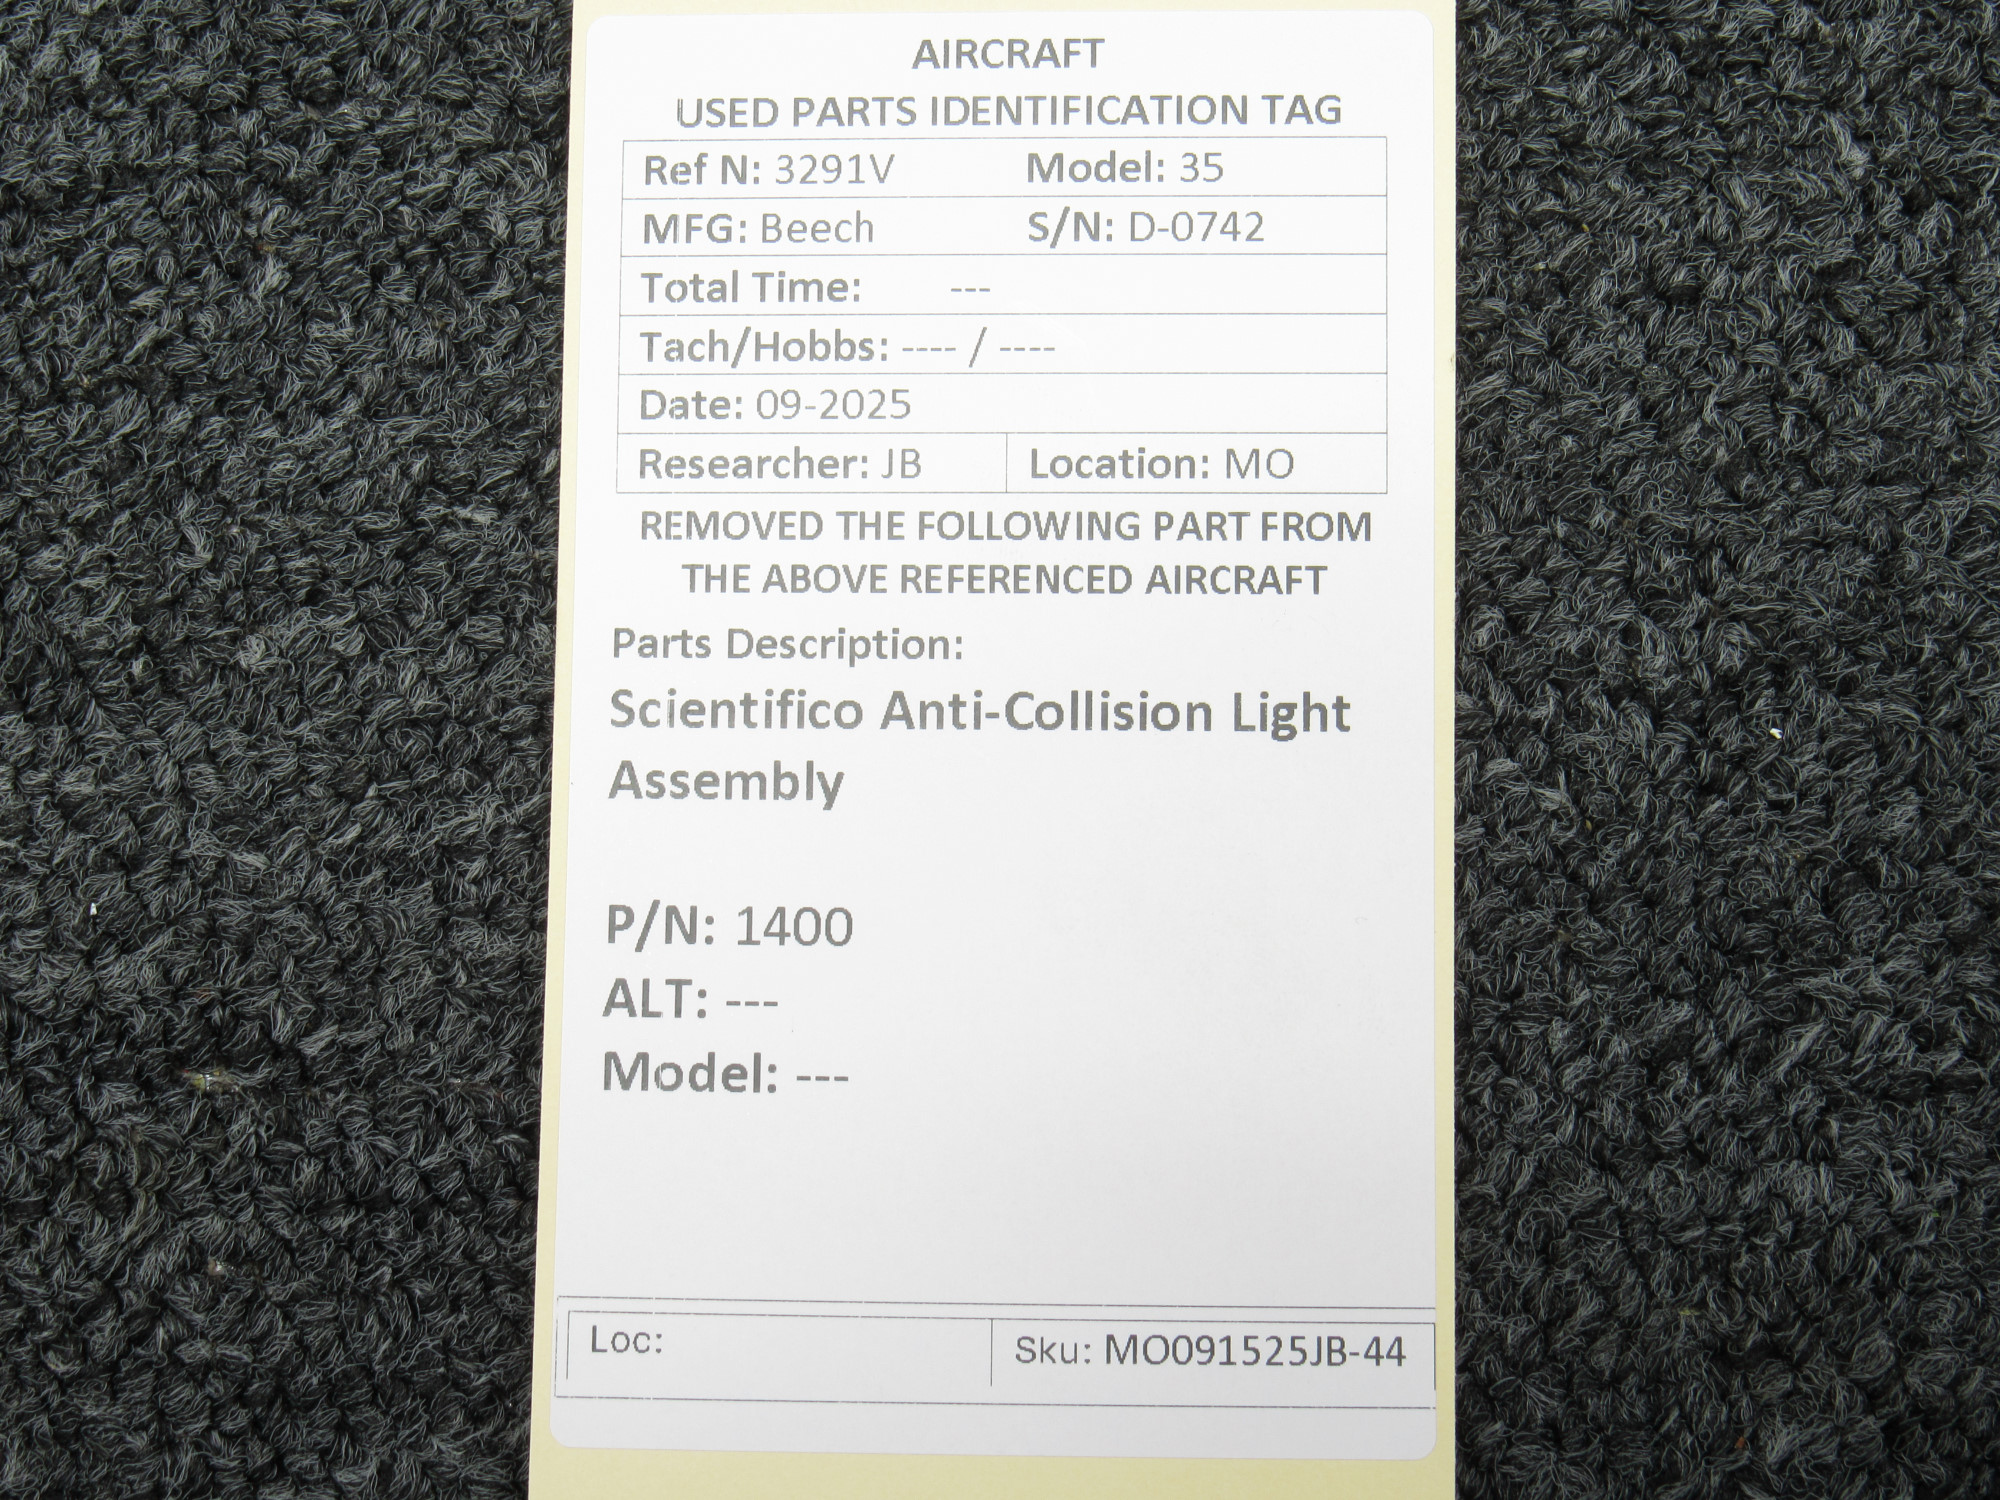 AIRCRAFT
USED PARTS IDENTIFICATION TAG
Ref N: 3291V Model: 35
MFG: Beech S/N: D-0742
Total Time: ---
Tach/Hobbs: ---- / ----
Date: 09-2025
Researcher: JB Location: MO
REMOVED THE FOLLOWING PART FROM
THE ABOVE REFERENCED AIRCRAFT
Parts Description:
Scientifico Anti-Collision Light
Assembly
P/N: 1400
ALT: ---
Model: ---
Loc: Sku: MO091525JB-44